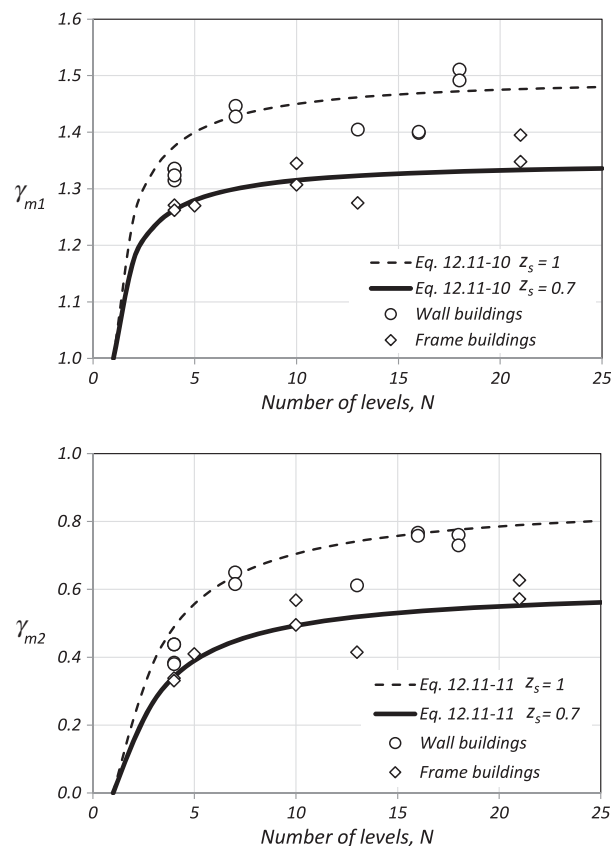 1.6
1.5
1.4
1.3
1.2
1.1
1.0
γm1
Eq. 12.11-10 zs = 1
Eq. 12.11-10 zs = 0.7
Wall buildings
Frame buildings
0 5 10 15 20 25
Number of levels, N
1.0
0.8
0.6
0.4
0.2
0.0
γm2
Eq. 12.11-11 zs = 1
Eq. 12.11-11 zs = 0.7
Wall buildings
Frame buildings
0 5 10 15 20 25
Number of levels, N